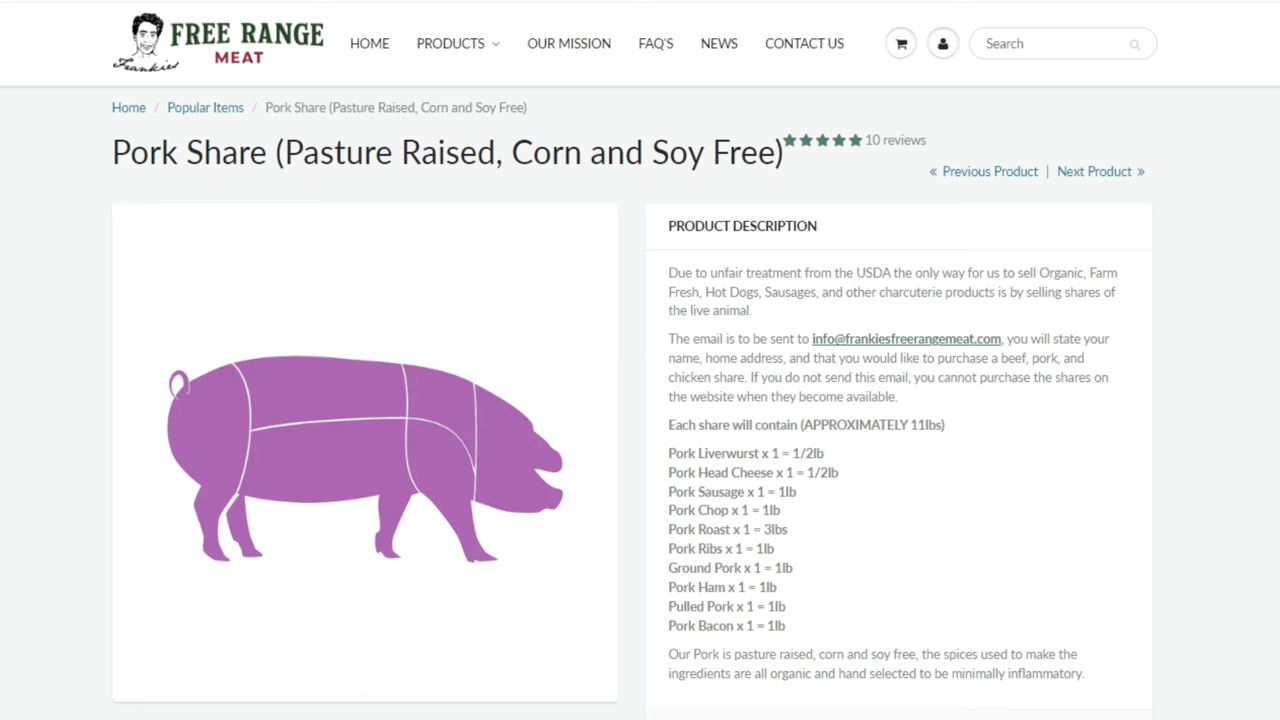 FREE RANGE
MEAT
Frankies
HOME PRODUCTS OUR MISSION FAQ'S NEWS CONTACT US Search
Home / Popular Items / Pork Share (Pasture Raised, Corn and Soy Free)
Pork Share (Pasture Raised, Corn and Soy Free) 10 reviews
« Previous Product | Next Product »
PRODUCT DESCRIPTION
Due to unfair treatment from the USDA the only way for us to sell Organic, Farm
Fresh, Hot Dogs, Sausages, and other charcuterie products is by selling shares of
the live animal.
The email is to be sent to info@frankiesfreerangemeat.com, you will state your
name, home address, and that you would like to purchase a beef, pork, and
chicken share. If you do not send this email, you cannot purchase the shares on
the website when they become available.
Each share will contain (APPROXIMATELY 11lbs)
Pork Liverwurst x 1 = 1/2lb
Pork Head Cheese x 1 = 1/2lb
Pork Sausage x 1 = 1lb
Pork Chop x 1 = 1lb
Pork Roast x 1 = 3lbs
Pork Ribs x 1 = 1lb
Ground Pork x 1 = 1lb
Pork Ham x 1 = 1lb
Pulled Pork x 1 = 1lb
Pork Bacon x 1 = 1lb
Our Pork is pasture raised, corn and soy free, the spices used to make the
ingredients are all organic and hand selected to be minimally inflammatory.